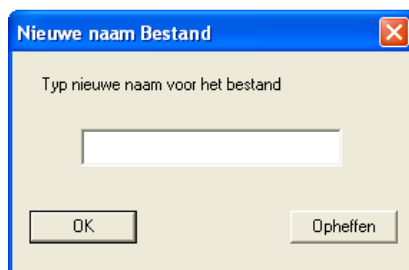 Nieuwe naam Bestand
Typ nieuwe naam voor het bestand
OK
Opheffen